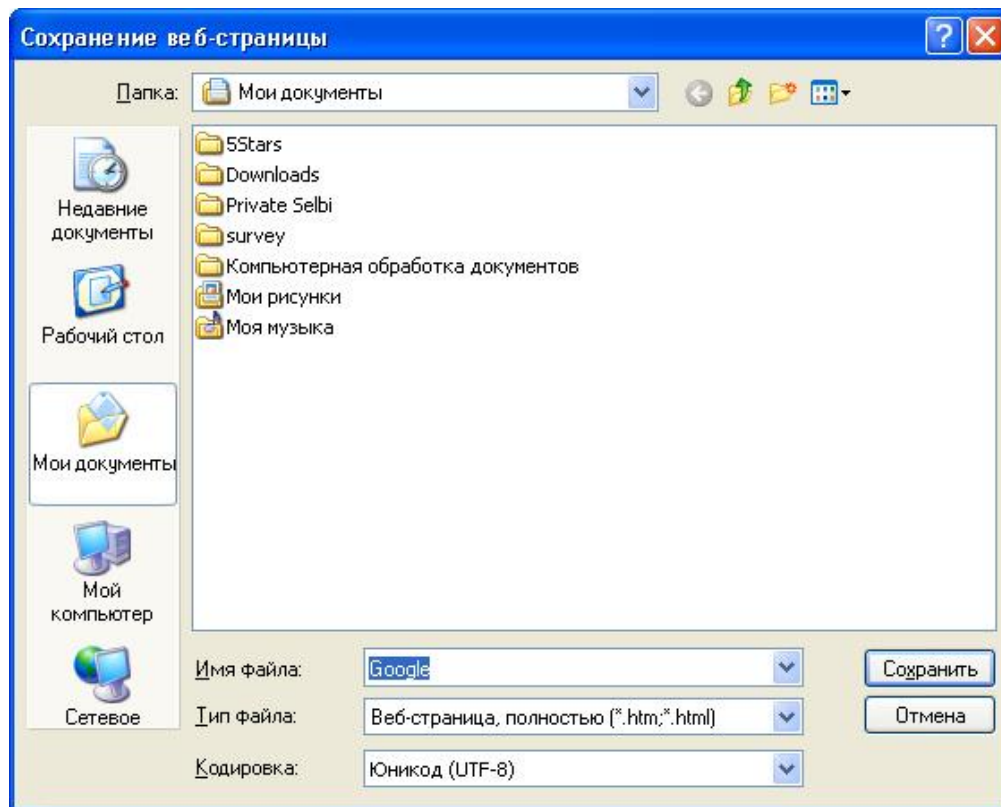 Сохранение веб-страницы
Папка: Мои документы
5Stars
Downloads
Private Selbi
survey
Компьютерная обработка документов
Мои рисунки
Моя музыка
Недавние
документы
Рабочий стол
Мои документы
Мой
компьютер
Сетевое
Имя файла: Google Сохранить
Тип файла: Веб-страница, полностью (*.htm;*.html) Отмена
Кодировка: Юникод (UTF-8)